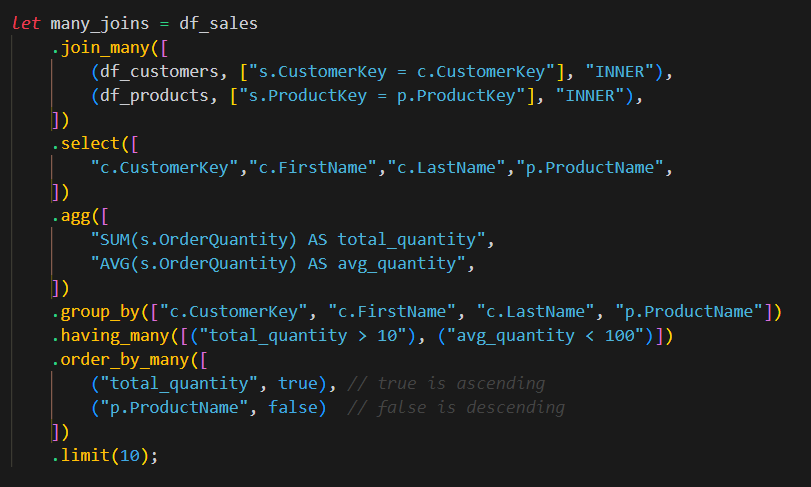 let many_joins = df_sales
    .join_many([
        (df_customers, ["s.CustomerKey = c.CustomerKey"], "INNER"),
        (df_products, ["s.ProductKey = p.ProductKey"], "INNER"),
    ])
    .select([
        "c.CustomerKey","c.FirstName","c.LastName","p.ProductName",
    ])
    .agg([
        "SUM(s.OrderQuantity) AS total_quantity",
        "AVG(s.OrderQuantity) AS avg_quantity",
    ])
    .group_by(["c.CustomerKey", "c.FirstName", "c.LastName", "p.ProductName"])
    .having_many([("total_quantity > 10"), ("avg_quantity < 100")])
    .order_by_many([
        ("total_quantity", true), // true is ascending
        ("p.ProductName", false)  // false is descending
    ])
    .limit(10);